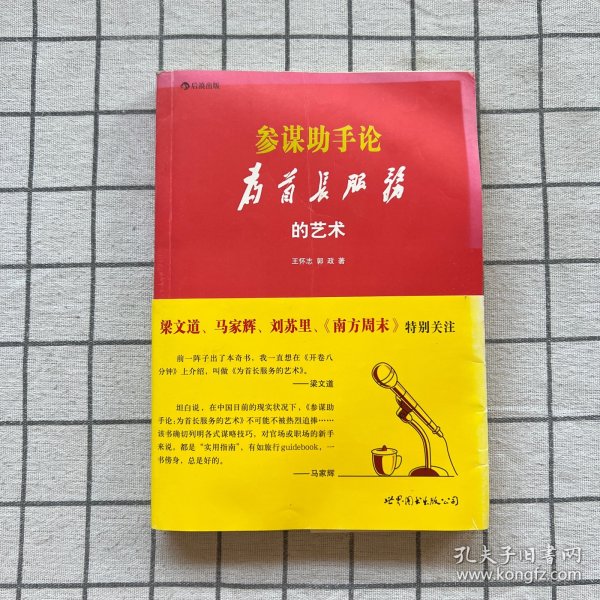 后浪出版
参谋助手论
为首长服务
的艺术
王怀志 郭政 著
梁文道、马家辉、刘苏里、《南方周末》特别关注
前一阵子出了本奇书，我一直想在《开卷八
分钟》上介绍，叫做《为首长服务的艺术》。
——梁文道
坦白说，在中国目前的现实状况下，《参谋助
手论：为首长服务的艺术》不可能不被热烈追捧……
该书确切列明各式谋略技巧，对官场或职场的新手
来说，都是“实用指南”，有如旅行guidebook，一
书傍身，总是好的。
——马家辉
世界图书出版公司
孔夫子旧书网
www.kongfz.com